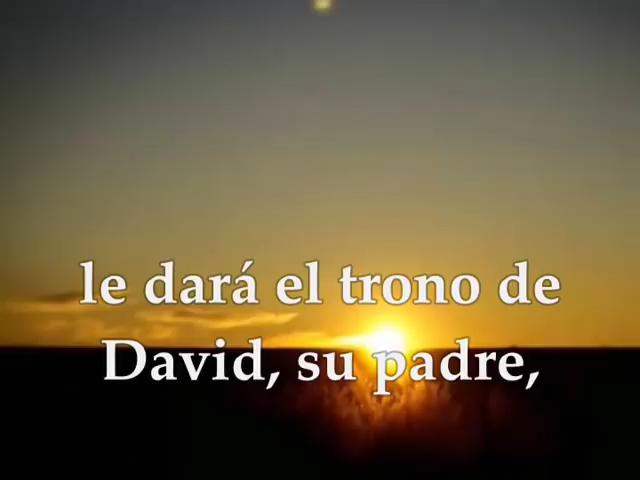 le dará el trono de
David, su padre,